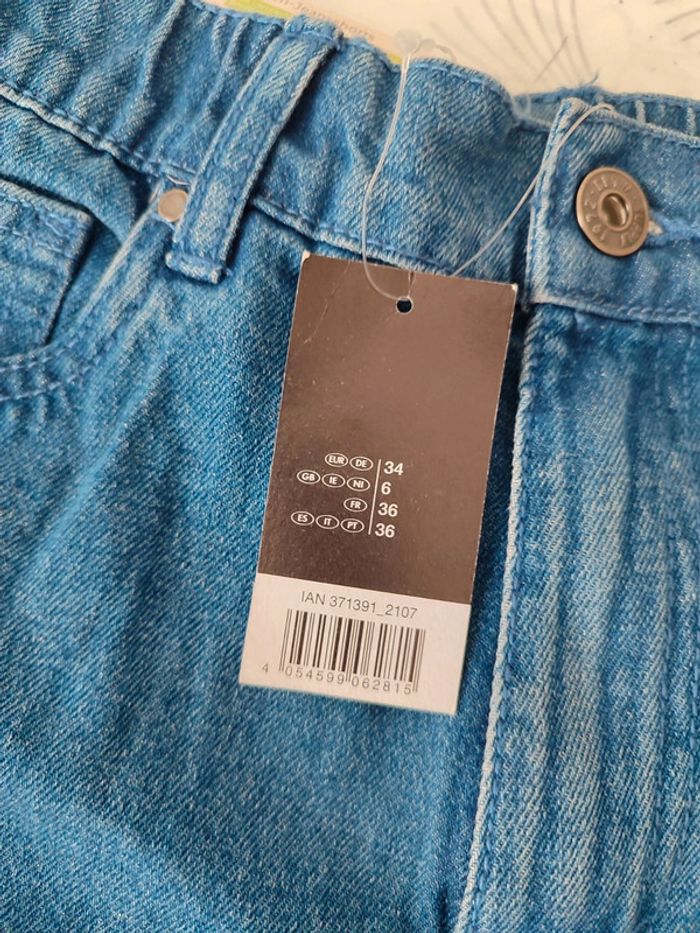 EUR DE 34
GB IE NI 6
FR 36
ES IT PT 36
IAN 371391_2107
4 054599 062815